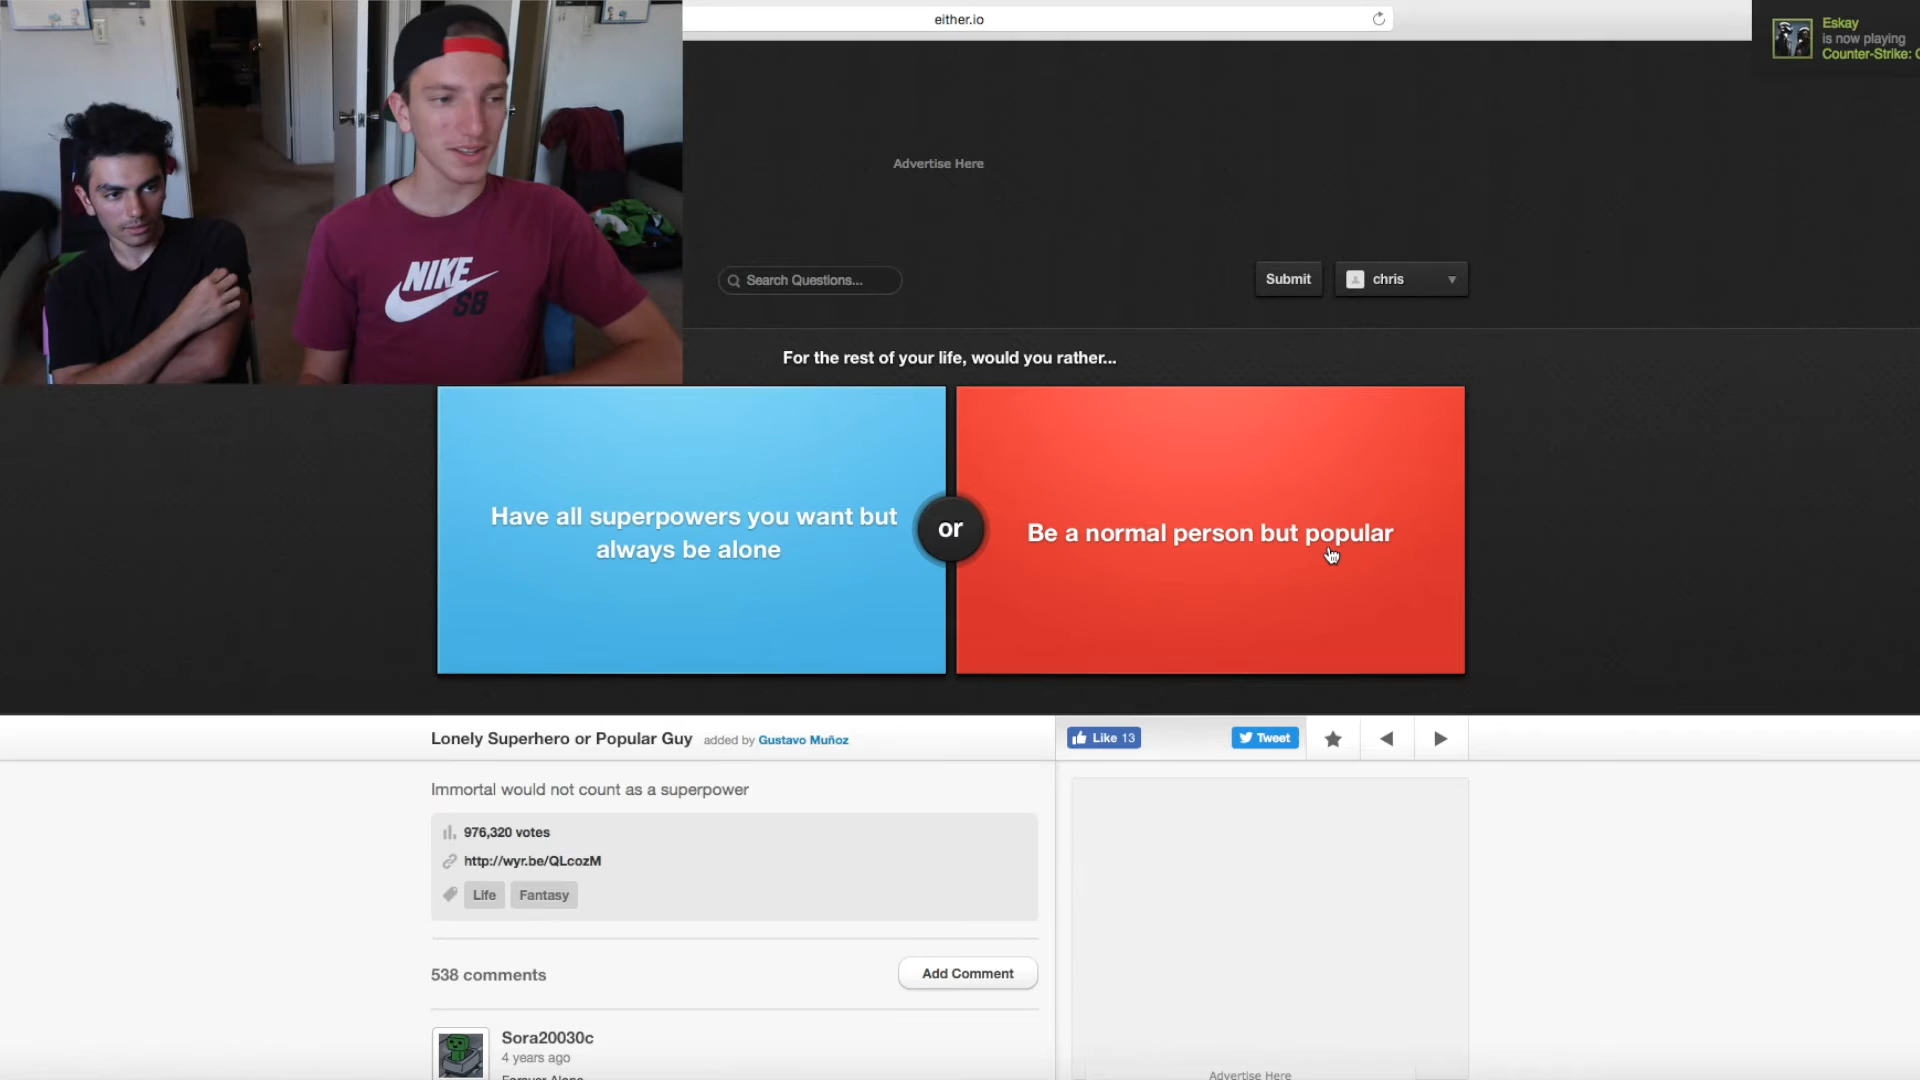 either.io
Eskay
is now playing
Counter-Strike:
Advertise Here
NIKE
SB
Search Questions...
Submit
chris
For the rest of your life, would you rather...
Have all superpowers you want but
always be alone
or
Be a normal person but popular
Lonely Superhero or Popular Guy added by Gustavo Muñoz
Like 13
Tweet
Immortal would not count as a superpower
976,320 votes
http://wyr.be/QLcozM
Life Fantasy
538 comments
Add Comment
Sora20030c
4 years ago
Forever Alone
Advertise Here